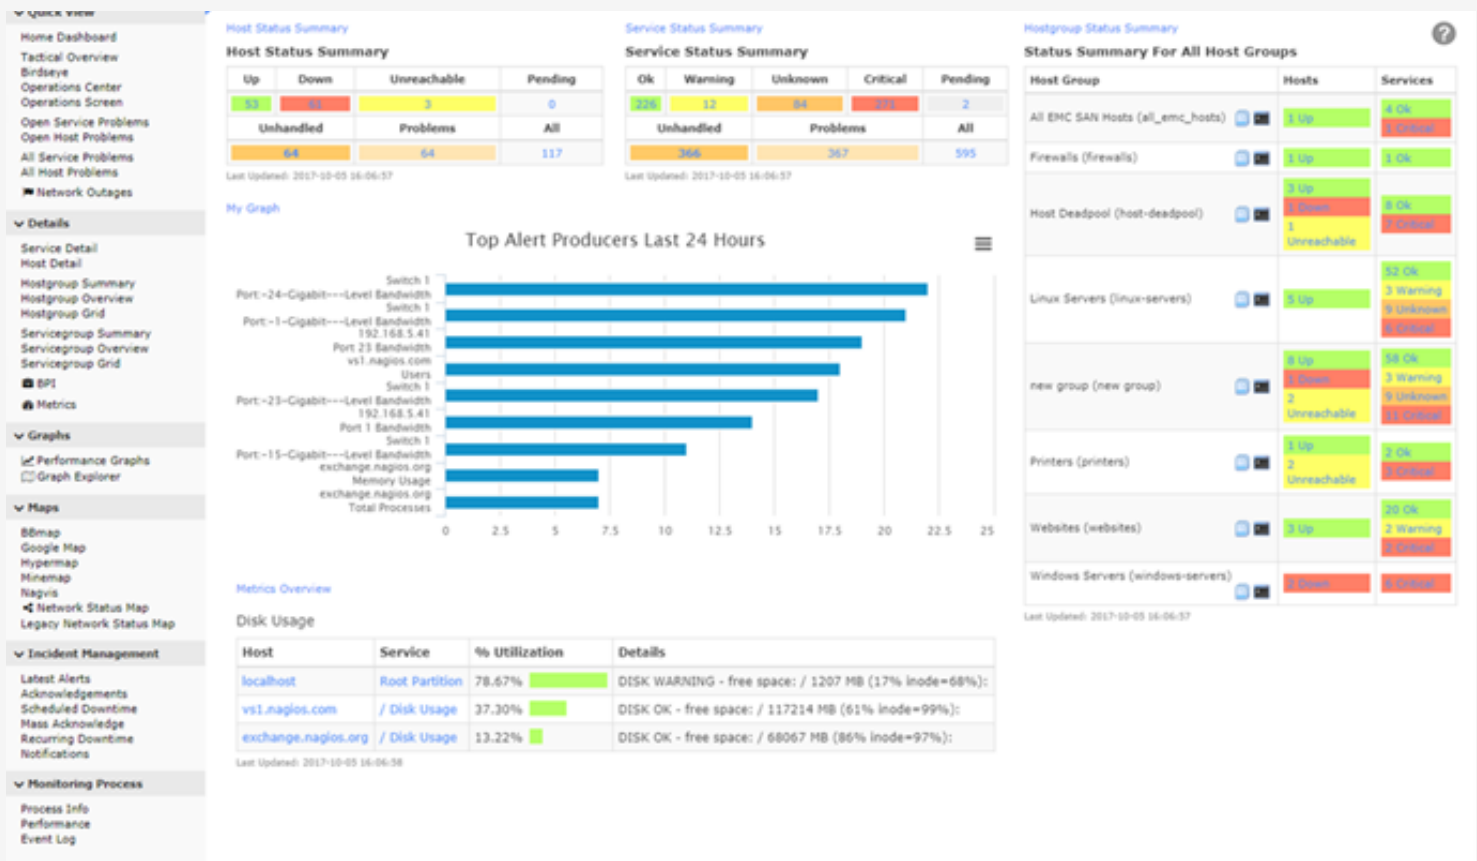 Quick View
Home Dashboard
Tactical Overview
Birdseye
Operations Center
Operations Screen
Open Service Problems
Open Host Problems
All Service Problems
All Host Problems
Network Outages
Details
Service Detail
Host Detail
Hostgroup Summary
Hostgroup Overview
Hostgroup Grid
Servicegroup Summary
Servicegroup Overview
Servicegroup Grid
BPI
Metrics
Graphs
Performance Graphs
Graph Explorer
Maps
BBmap
Google Map
Hypermap
Minemap
Nagvis
Network Status Map
Legacy Network Status Map
Incident Management
Latest Alerts
Acknowledgements
Scheduled Downtime
Mass Acknowledge
Recurring Downtime
Notifications
Monitoring Process
Process Info
Performance
Event Log
Host Status Summary
Host Status Summary
Up Down Unreachable Pending
53 61 3 0
Unhandled Problems All
64 64 117
Last Updated: 2017-10-05 16:06:57
Service Status Summary
Service Status Summary
Ok Warning Unknown Critical Pending
226 12 84 271 2
Unhandled Problems All
366 367 595
Last Updated: 2017-10-05 16:06:57
My Graph
Top Alert Producers Last 24 Hours
Switch 1
Port:-24-Gigabit---Level Bandwidth
Switch 1
Port:-1-Gigabit---Level Bandwidth
192.168.5.41
Port 23 Bandwidth
vs1.nagios.com
Users
Switch 1
Port:-23-Gigabit---Level Bandwidth
192.168.5.41
Port 1 Bandwidth
Switch 1
Port:-15-Gigabit---Level Bandwidth
exchange.nagios.org
Memory Usage
exchange.nagios.org
Total Processes
0 2.5 5 7.5 10 12.5 15 17.5 20 22.5 25
Metrics Overview
Disk Usage
Host Service % Utilization Details
localhost Root Partition 78.67% DISK WARNING - free space: / 1207 MB (17% inode=68%):
vs1.nagios.com / Disk Usage 37.30% DISK OK - free space: / 117214 MB (61% inode=99%):
exchange.nagios.org / Disk Usage 13.22% DISK OK - free space: / 68067 MB (86% inode=97%):
Last Updated: 2017-10-05 16:06:58
Hostgroup Status Summary
?
Status Summary For All Host Groups
Host Group Hosts Services
All EMC SAN Hosts (all_emc_hosts) 1 Up 4 Ok
1 Critical
Firewalls (firewalls) 1 Up 1 Ok
Host Deadpool (host-deadpool) 3 Up
1 Down
1
Unreachable
8 Ok
7 Critical
Linux Servers (linux-servers) 5 Up
52 Ok
3 Warning
9 Unknown
6 Critical
new group (new group) 8 Up
1 Down
2
Unreachable
58 Ok
3 Warning
9 Unknown
11 Critical
Printers (printers) 1 Up
2
Unreachable
2 Ok
3 Critical
Websites (websites) 3 Up
20 Ok
2 Warning
2 Critical
Windows Servers (windows-servers) 2 Down 6 Critical
Last Updated: 2017-10-05 16:06:57